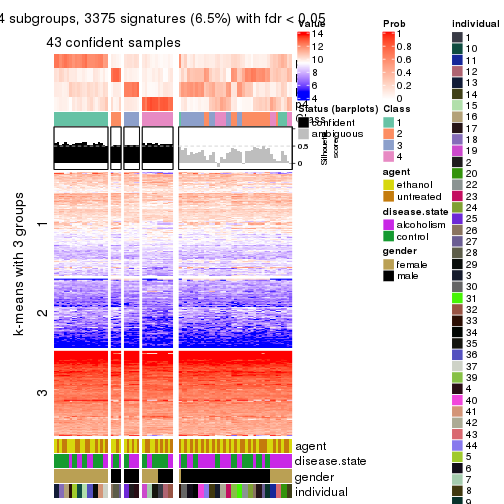 4 subgroups, 3375 signatures (6.5%) with fdr < 0.05
43 confident samples
k-means with 3 groups
1
2
3
p4
Class
1
0.5
0
Silhouette
score
agent
disease.state
gender
individual
Value
14
12
10
8
6
4
Status (barplots)
confident
ambiguous
Prob
1
0.8
0.6
0.4
0.2
0
Class
1
2
3
4
agent
ethanol
untreated
disease.state
alcoholism
control
gender
female
male
individual
1
10
11
12
13
14
15
16
17
18
19
2
20
22
23
24
25
26
27
28
29
3
30
31
32
33
34
35
36
37
39
4
40
41
42
43
44
5
6
7
8
9